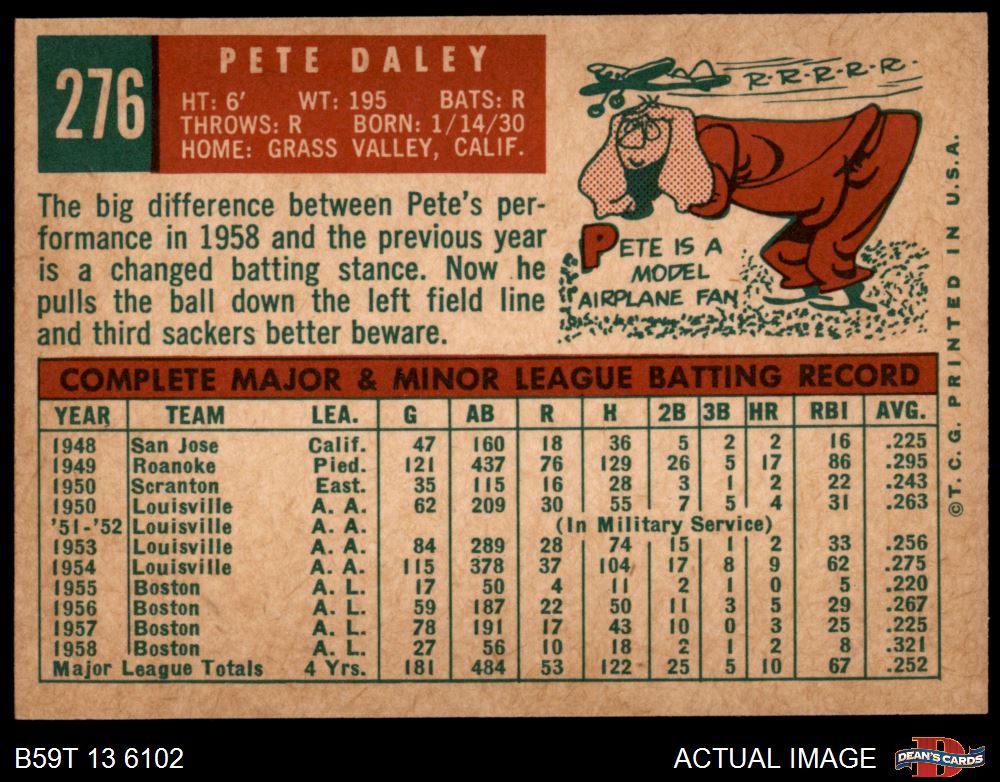 276
PETE DALEY
HT: 6' WT: 195 BATS: R
THROWS: R BORN: 1/14/30
HOME: GRASS VALLEY, CALIF.
R-R-R-R-R-
The big difference between Pete's per-
formance in 1958 and the previous year
is a changed batting stance. Now he
pulls the ball down the left field line
and third sackers better beware.
PETE IS A
MODEL
AIRPLANE FAN
COMPLETE MAJOR & MINOR LEAGUE BATTING RECORD
YEAR TEAM LEA. G AB R H 2B 3B HR RBI AVG.
1948 San Jose Calif. 47 160 18 36 5 2 2 16 .225
1949 Roanoke Pied. 121 437 76 129 26 5 17 86 .295
1950 Scranton East. 35 115 16 28 3 1 2 22 .243
1950 Louisville A. A. 62 209 30 55 7 5 4 31 .263
'51-'52 Louisville A. A. (In Military Service)
1953 Louisville A. A. 84 289 28 74 15 1 2 33 .256
1954 Louisville A. A. 115 378 37 104 17 8 9 62 .275
1955 Boston A. L. 17 50 4 11 2 1 0 5 .220
1956 Boston A. L. 59 187 22 50 11 3 5 29 .267
1957 Boston A. L. 78 191 17 43 10 0 3 25 .225
1958 Boston A. L. 27 56 10 18 2 1 2 8 .321
Major League Totals 4 Yrs. 181 484 53 122 25 5 10 67 .252
©T. C. G. PRINTED IN U.S.A.
B59T 13 6102
ACTUAL IMAGE
D
DEAN'S CARDS